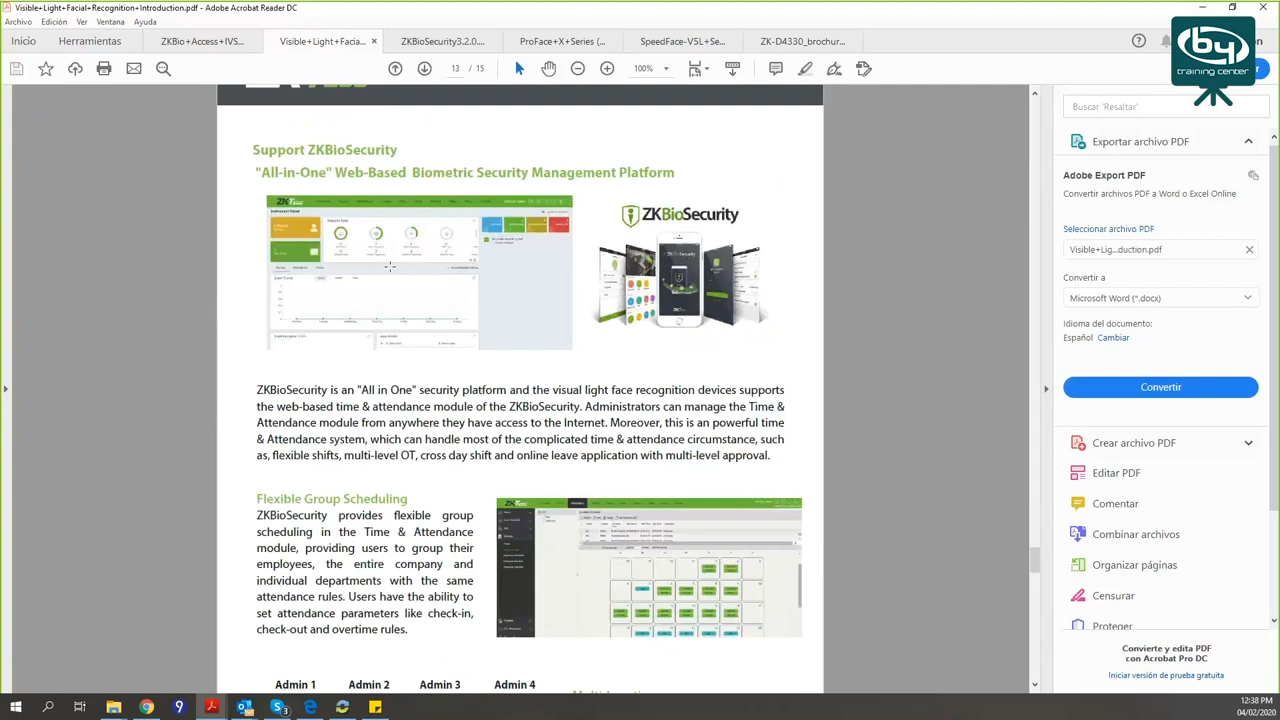 Visible+Light+Facial+Recognition+Introduction.pdf - Adobe Acrobat Reader DC
Archivo Edición Ver Ventana Ayuda
Inicio Herramientas ZKBio+Access+IVS... Visible+Light+Facia... × ZKBioSecurity3.2.0.... ProFace+X+Series (... SpeedFace-V5L+Se... ZK-D4330_brochur...
by
training center
13 / 15 100%
Support ZKBioSecurity
"All-in-One" Web-Based Biometric Security Management Platform
ZKBioSecurity
ZKBioSecurity is an "All in One" security platform and the visual light face recognition devices supports
the web-based time & attendance module of the ZKBioSecurity. Administrators can manage the Time &
Attendance module from anywhere they have access to the Internet. Moreover, this is an powerful time
& Attendance system, which can handle most of the complicated time & attendance circumstance, such
as, flexible shifts, multi-level OT, cross day shift and online leave application with multi-level approval.
Flexible Group Scheduling
ZKBioSecurity provides flexible group
scheduling in the Time & Attendance
module, providing users to group their
employees, the entire company and
individual departments with the same
attendance rules. Users have the ability to
set attendance parameters like check-in,
check-out and overtime rules.
Admin 1 Admin 2 Admin 3 Admin 4
Buscar 'Resaltar'
Exportar archivo PDF
Adobe Export PDF
Convertir archivos PDF a Word o Excel Online
Seleccionar archivo PDF
Visible+Lig...duction.pdf
Convertir a
Microsoft Word (*.docx)
Idioma del documento:
Español Cambiar
Convertir
Crear archivo PDF
Editar PDF
Comentar
Combinar archivos
Organizar páginas
Censurar
Proteger
Convierte y edita PDF
con Acrobat Pro DC
Iniciar versión de prueba gratuita
12:38 PM
04/02/2020